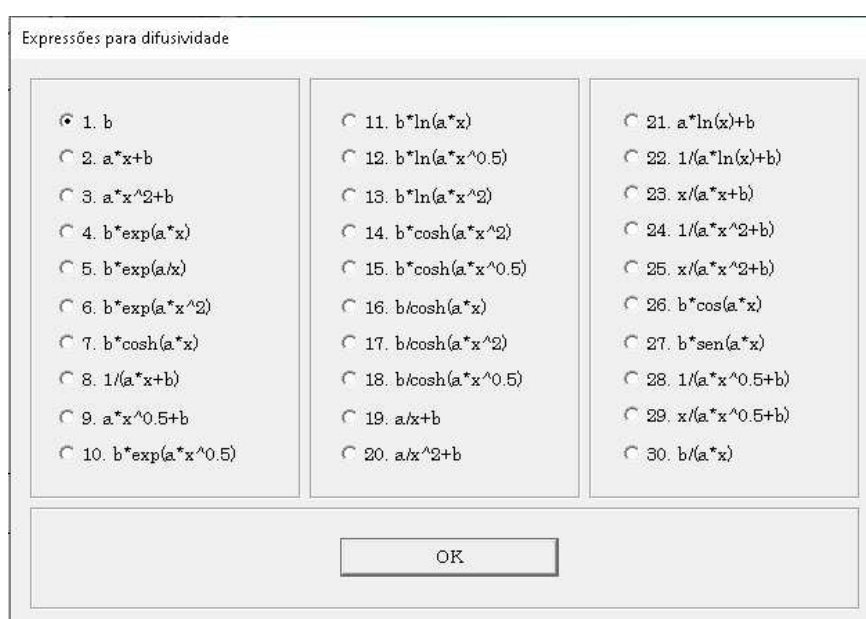 Expressões para difusividade
1. b
2. a*x+b
3. a*x^2+b
4. b*exp(a*x)
5. b*exp(a/x)
6. b*exp(a*x^2)
7. b*cosh(a*x)
8. 1/(a*x+b)
9. a*x^0.5+b
10. b*exp(a*x^0.5)
11. b*ln(a*x)
12. b*ln(a*x^0.5)
13. b*ln(a*x^2)
14. b*cosh(a*x^2)
15. b*cosh(a*x^0.5)
16. b/cosh(a*x)
17. b/cosh(a*x^2)
18. b/cosh(a*x^0.5)
19. a/x+b
20. a/x^2+b
21. a*ln(x)+b
22. 1/(a*ln(x)+b)
23. x/(a*x+b)
24. 1/(a*x^2+b)
25. x/(a*x^2+b)
26. b*cos(a*x)
27. b*sen(a*x)
28. 1/(a*x^0.5+b)
29. x/(a*x^0.5+b)
30. b/(a*x)
OK